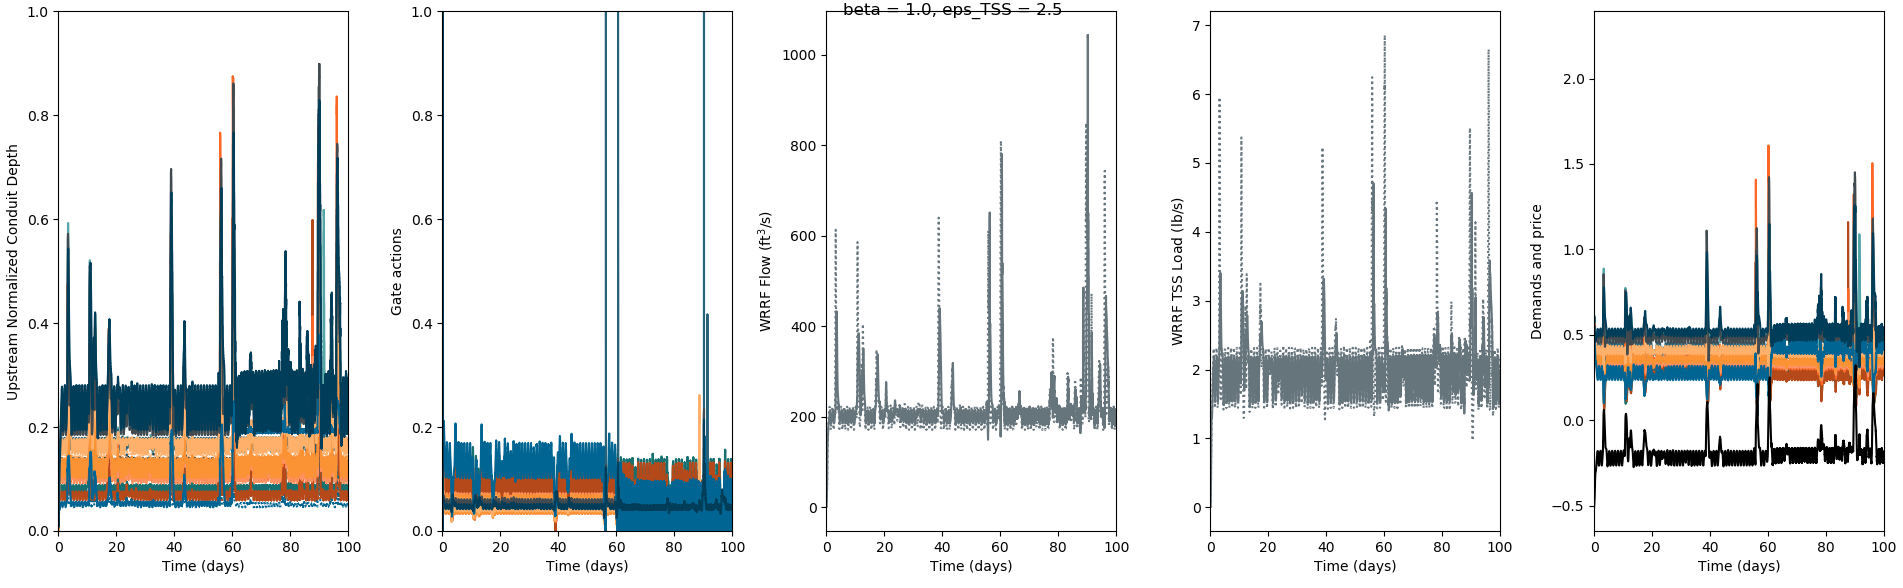 beta = 1.0, eps_TSS = 2.5
Upstream Normalized Conduit Depth
1.0
0.8
0.6
0.4
0.2
0.0
0 20 40 60 80 100
Time (days)
Gate actions
1.0
0.8
0.6
0.4
0.2
0.0
0 20 40 60 80 100
Time (days)
WRRF Flow (ft³/s)
1000
800
600
400
200
0
0 20 40 60 80 100
Time (days)
WRRF TSS Load (lb/s)
7
6
5
4
3
2
1
0
0 20 40 60 80 100
Time (days)
Demands and price
2.0
1.5
1.0
0.5
0.0
−0.5
0 20 40 60 80 100
Time (days)